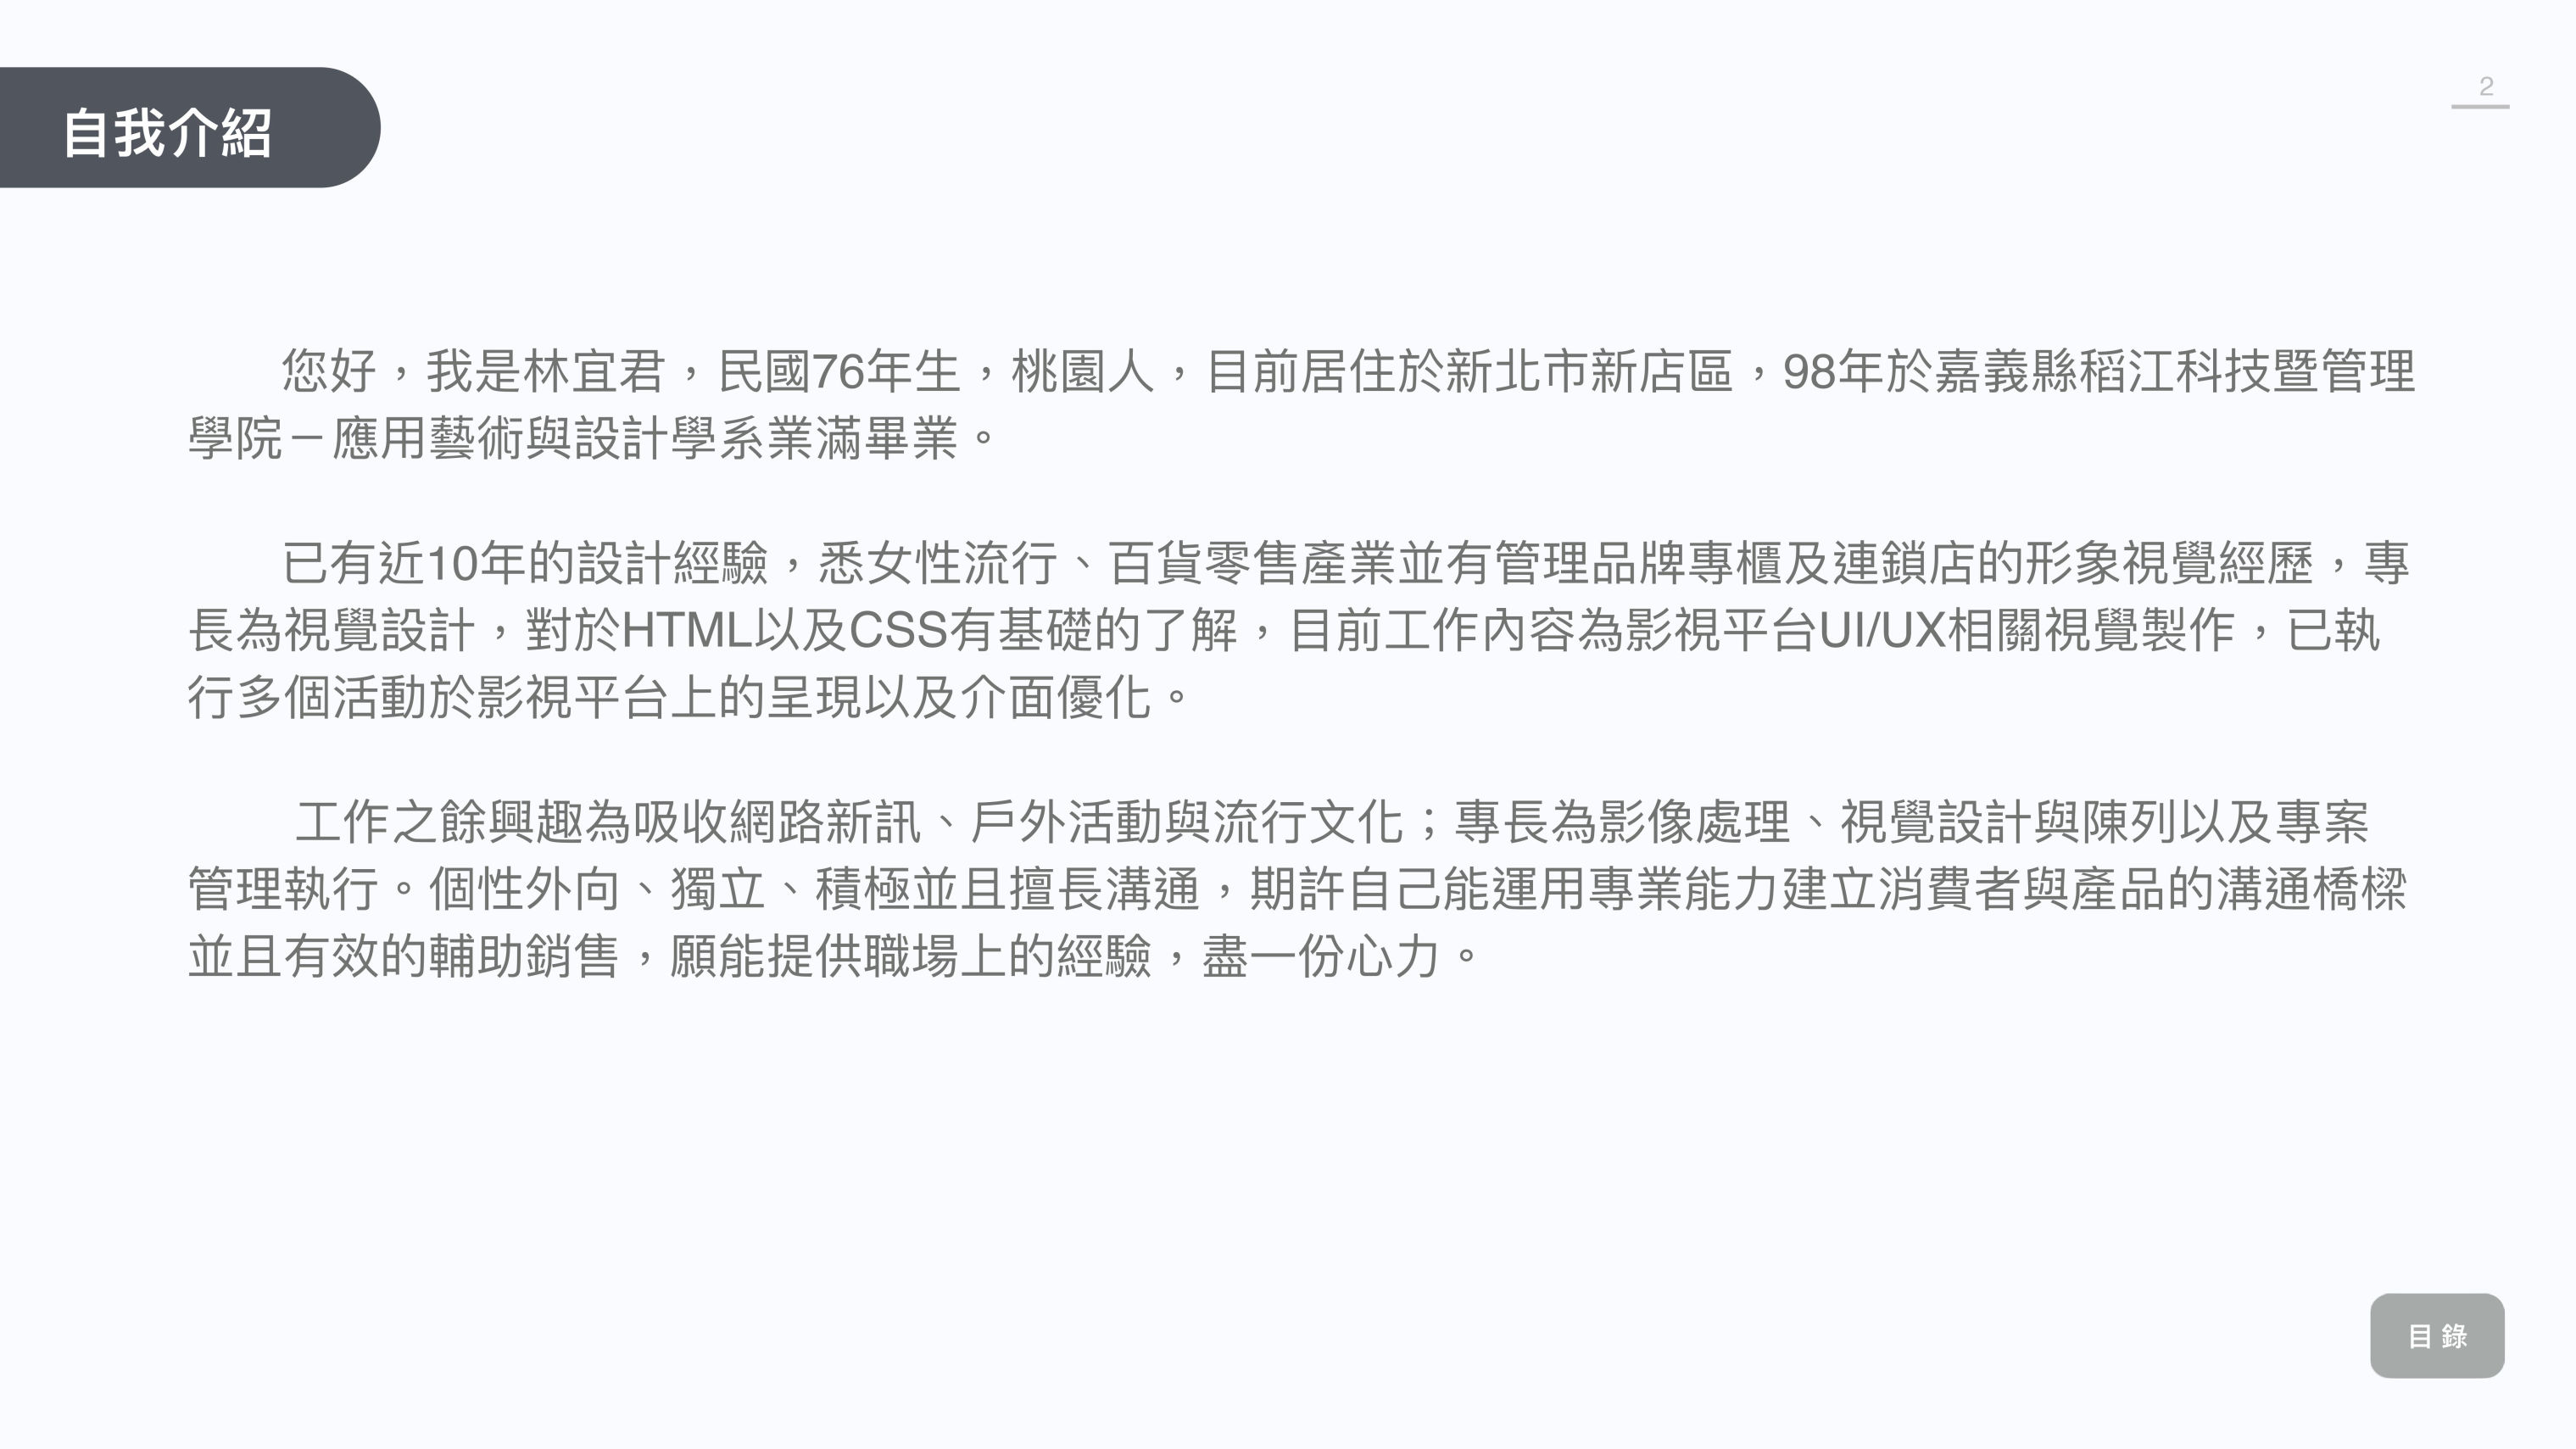 自我介紹
2
您好，我是林宜君，民國76年生，桃園人，目前居住於新北市新店區，98年於嘉義縣稻江科技暨管理
學院－應用藝術與設計學系業滿畢業。
已有近10年的設計經驗，悉女性流行、百貨零售產業並有管理品牌專櫃及連鎖店的形象視覺經歷，專
長為視覺設計，對於HTML以及CSS有基礎的了解，目前工作內容為影視平台UI/UX相關視覺製作，已執
行多個活動於影視平台上的呈現以及介面優化。
工作之餘興趣為吸收網路新訊、戶外活動與流行文化；專長為影像處理、視覺設計與陳列以及專案
管理執行。個性外向、獨立、積極並且擅長溝通，期許自己能運用專業能力建立消費者與產品的溝通橋樑
並且有效的輔助銷售，願能提供職場上的經驗，盡一份心力。
目錄